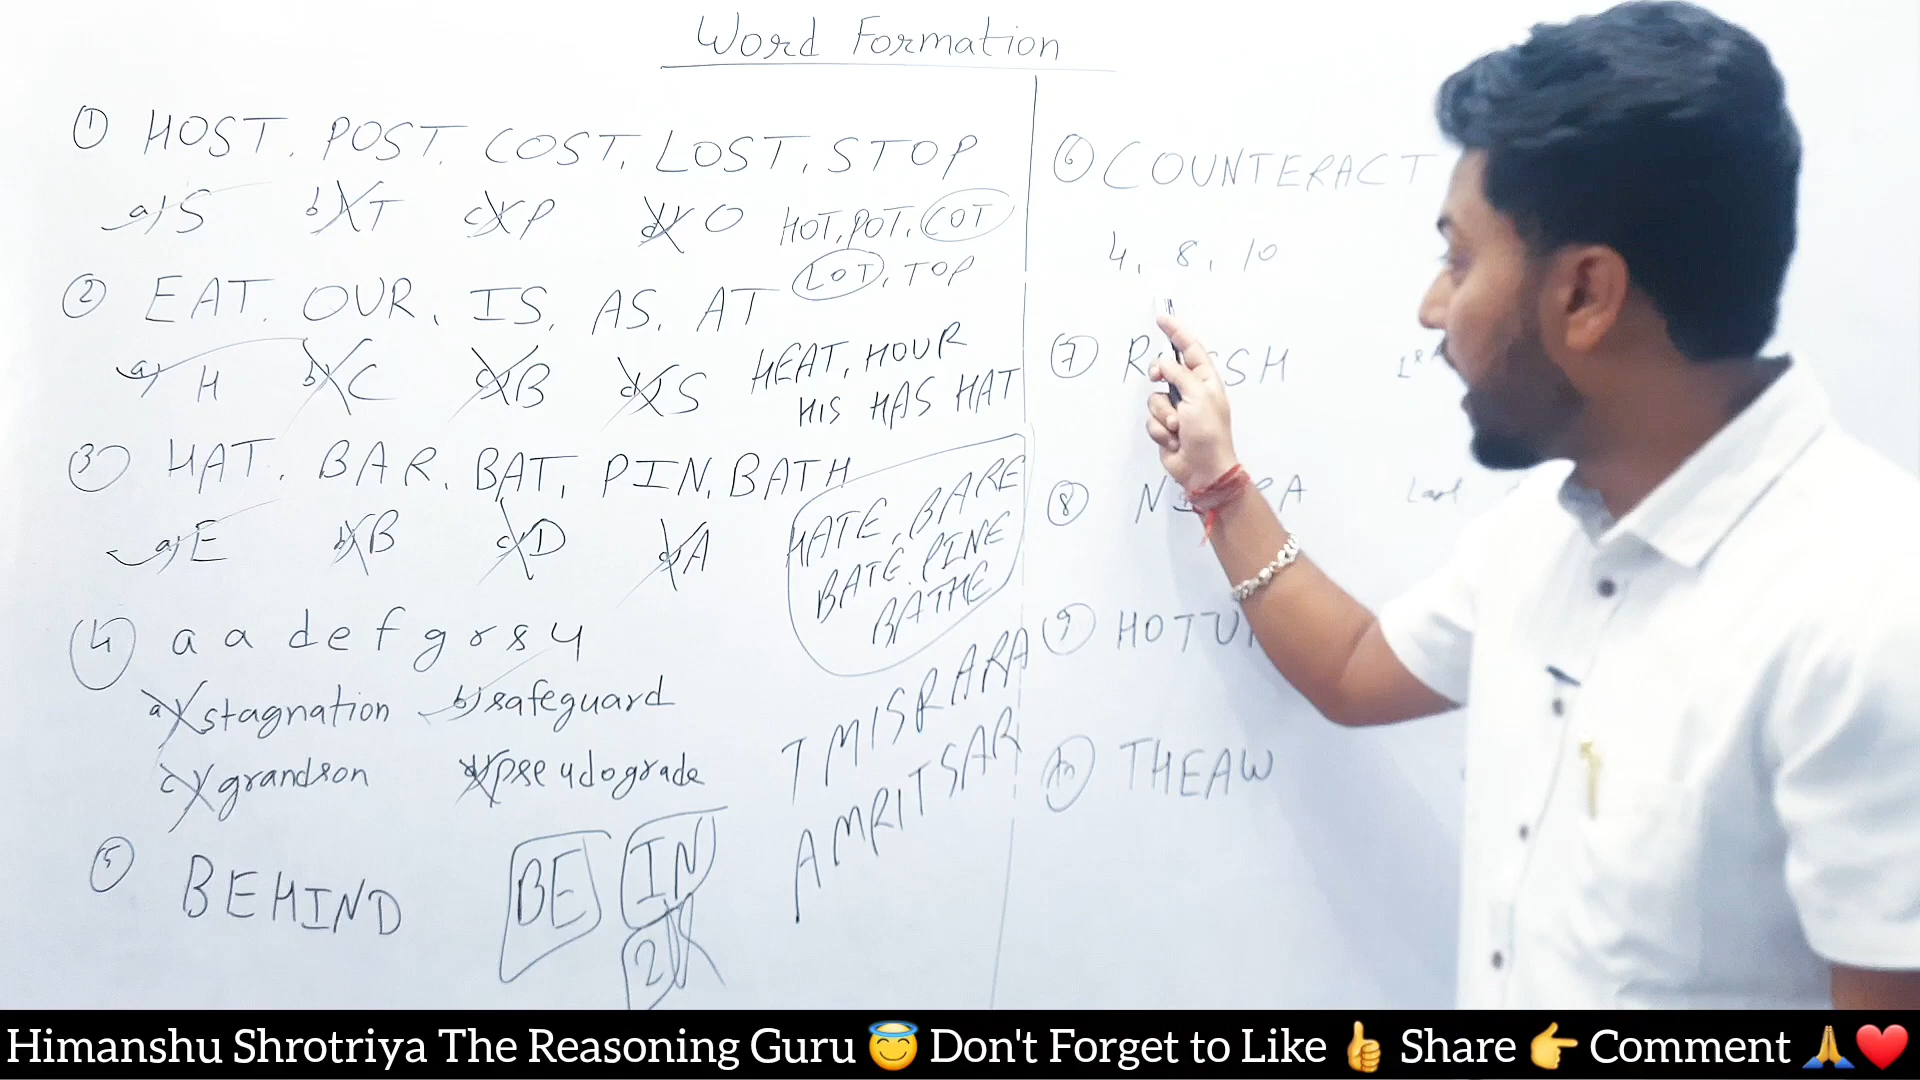 Word Formation
① HOST, POST, COST, LOST, STOP
a) S b) T c) P d) O HOT, POT, COT
LOT, TOP
② EAT, OUR, IS, AS, AT
a) H b) C c) B d) S HEAT, HOUR
HIS HAS HAT
③ HAT, BAR, BAT, PIN, BATH
a) E b) B c) D d) A HATE, BARE
BATE, PINE
BATHE
④ a a d e f g r s u
a) stagnation b) safeguard
c) grandson d) pseudograde
TMISRARA
AMRITSAR
⑤ BEHIND BE IN
2
⑥ COUNTERACT
4, 8, 10
⑦
⑧
⑨
⑩ THEAW
Himanshu Shrotriya The Reasoning Guru 😇 Don't Forget to Like 👍 Share 👉 Comment 🙏❤️